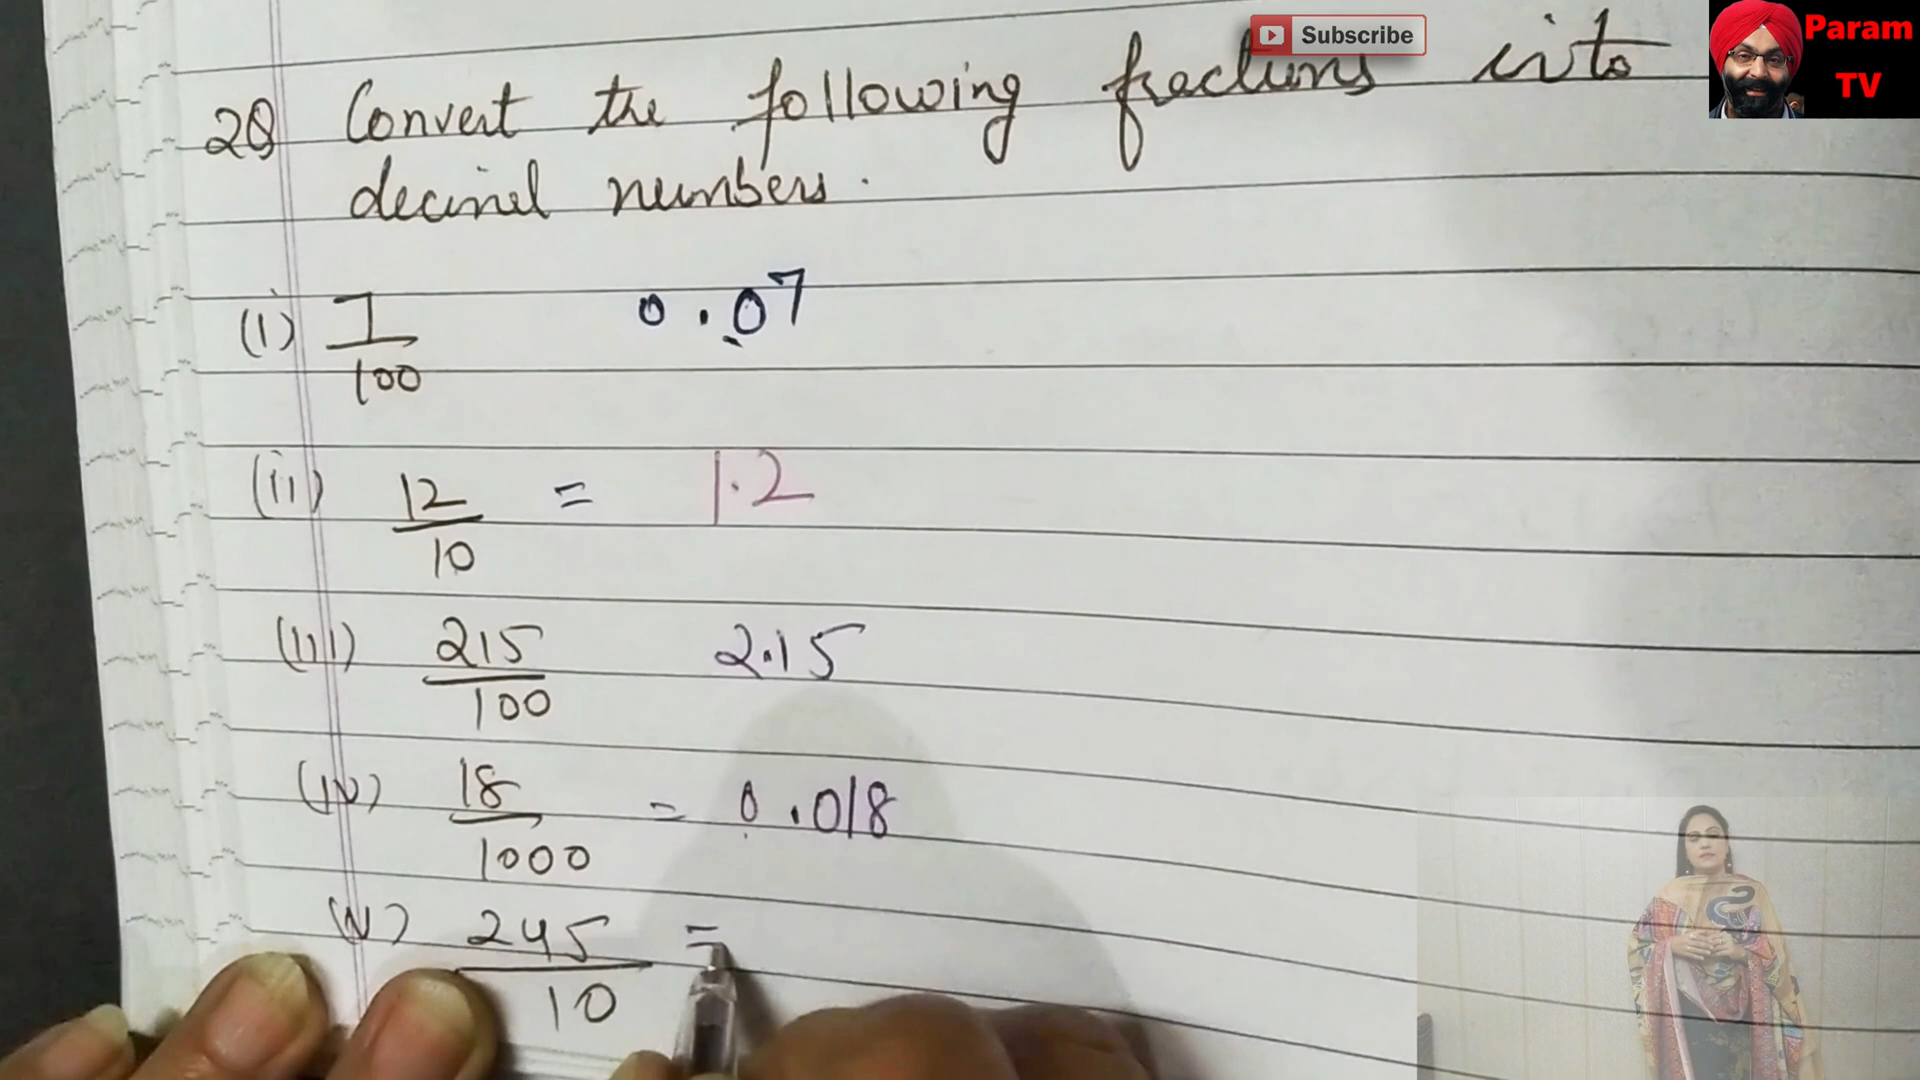 Subscribe
Param
TV
2Q Convert the following fractions into
decimal numbers.
(i) 7/100 0.07
(ii) 12/10 = 1.2
(iii) 215/100 2.15
(iv) 18/1000 = 0.018
(v) 245/10 =